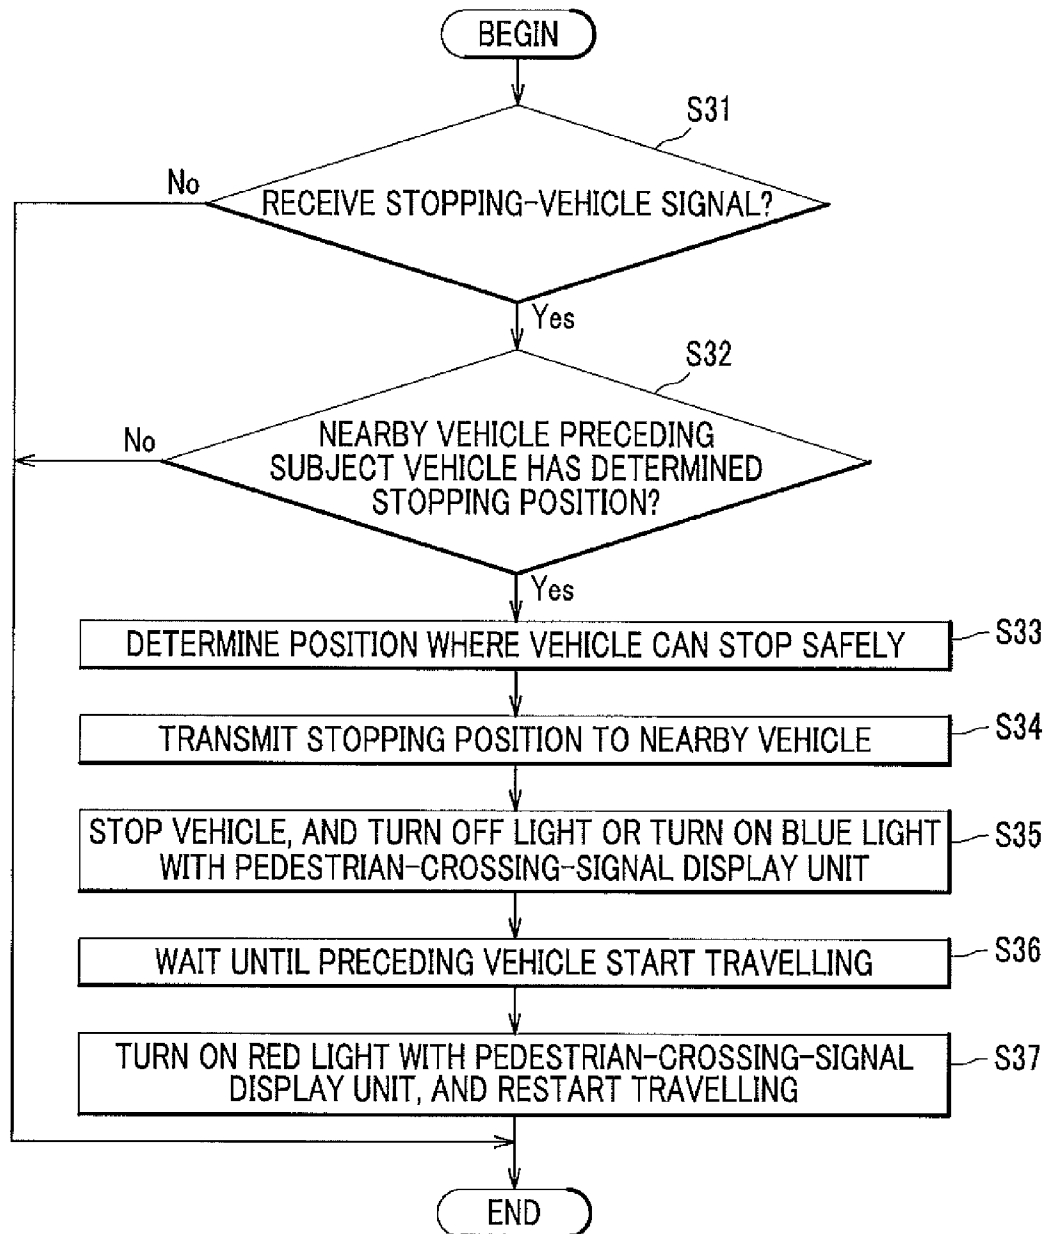 BEGIN
S31
No
RECEIVE STOPPING-VEHICLE SIGNAL?
Yes
S32
No
NEARBY VEHICLE PRECEDING
SUBJECT VEHICLE HAS DETERMINED
STOPPING POSITION?
Yes
DETERMINE POSITION WHERE VEHICLE CAN STOP SAFELY
S33
TRANSMIT STOPPING POSITION TO NEARBY VEHICLE
S34
STOP VEHICLE, AND TURN OFF LIGHT OR TURN ON BLUE LIGHT
WITH PEDESTRIAN-CROSSING-SIGNAL DISPLAY UNIT
S35
WAIT UNTIL PRECEDING VEHICLE START TRAVELLING
S36
TURN ON RED LIGHT WITH PEDESTRIAN-CROSSING-SIGNAL
DISPLAY UNIT, AND RESTART TRAVELLING
S37
END